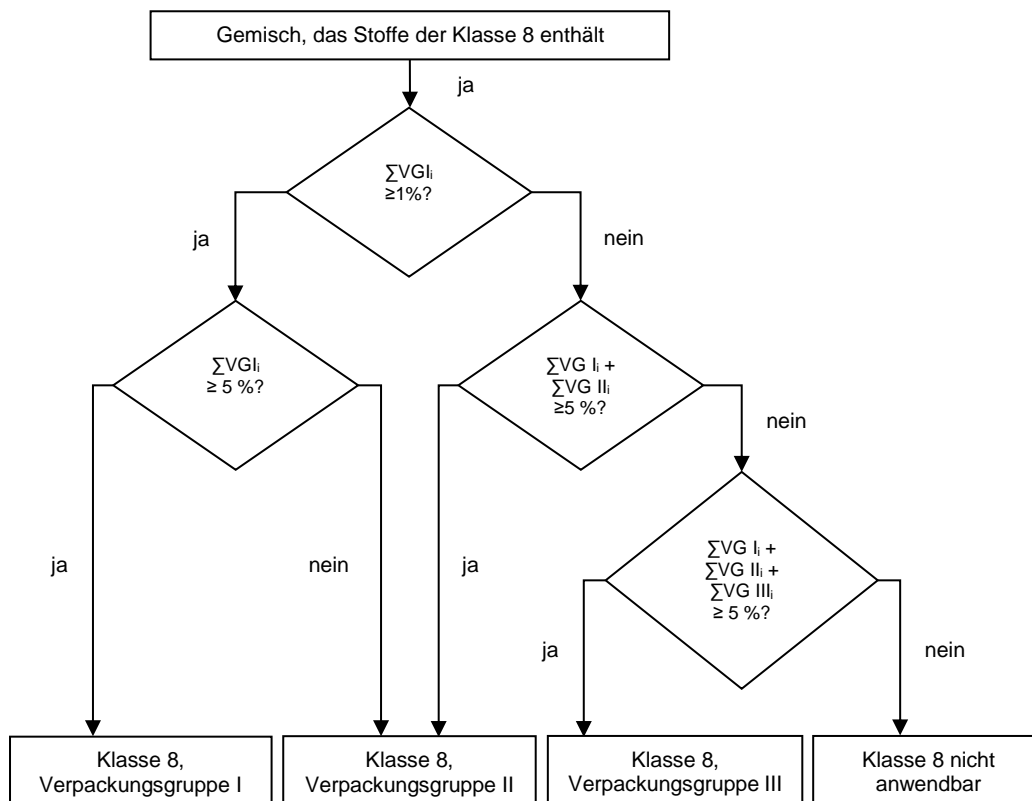 Gemisch, das Stoffe der Klasse 8 enthält
ja
∑VGIᵢ
≥1%?
ja
nein
∑VGIᵢ
≥ 5 %?
∑VG Iᵢ +
∑VG IIᵢ
≥5 %?
nein
∑VG Iᵢ +
∑VG IIᵢ +
∑VG IIIᵢ
≥ 5 %?
ja
nein
ja
ja
nein
Klasse 8,
Verpackungsgruppe I
Klasse 8,
Verpackungsgruppe II
Klasse 8,
Verpackungsgruppe III
Klasse 8 nicht
anwendbar